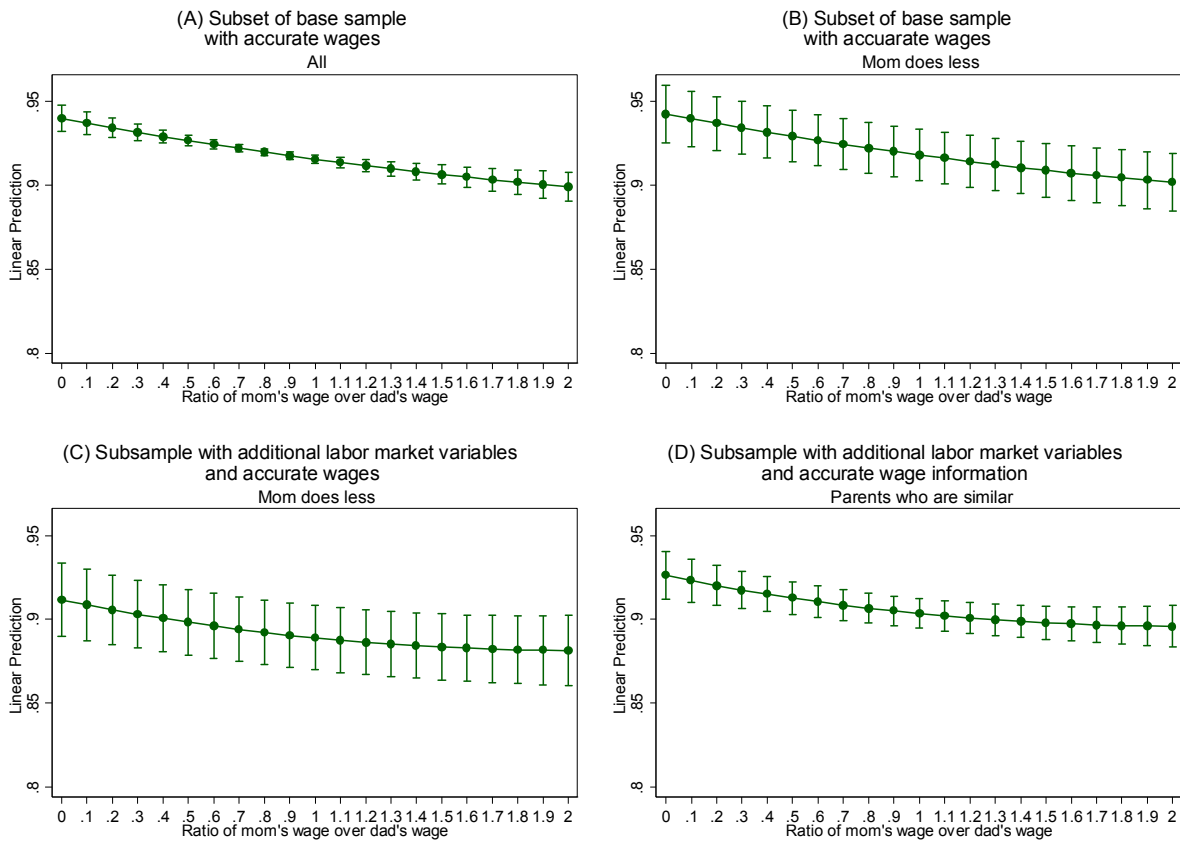 (A) Subset of base sample
with accurate wages
All
Linear Prediction
.95
.9
.85
.8
0 .1 .2 .3 .4 .5 .6 .7 .8 .9 1 1.1 1.2 1.3 1.4 1.5 1.6 1.7 1.8 1.9 2
Ratio of mom's wage over dad's wage
(B) Subset of base sample
with accuarate wages
Mom does less
Linear Prediction
.95
.9
.85
.8
0 .1 .2 .3 .4 .5 .6 .7 .8 .9 1 1.1 1.2 1.3 1.4 1.5 1.6 1.7 1.8 1.9 2
Ratio of mom's wage over dad's wage
(C) Subsample with additional labor market variables
and accurate wages
Mom does less
Linear Prediction
.95
.9
.85
.8
0 .1 .2 .3 .4 .5 .6 .7 .8 .9 1 1.1 1.2 1.3 1.4 1.5 1.6 1.7 1.8 1.9 2
Ratio of mom's wage over dad's wage
(D) Subsample with additional labor market variables
and accurate wage information
Parents who are similar
Linear Prediction
.95
.9
.85
.8
0 .1 .2 .3 .4 .5 .6 .7 .8 .9 1 1.1 1.2 1.3 1.4 1.5 1.6 1.7 1.8 1.9 2
Ratio of mom's wage over dad's wage